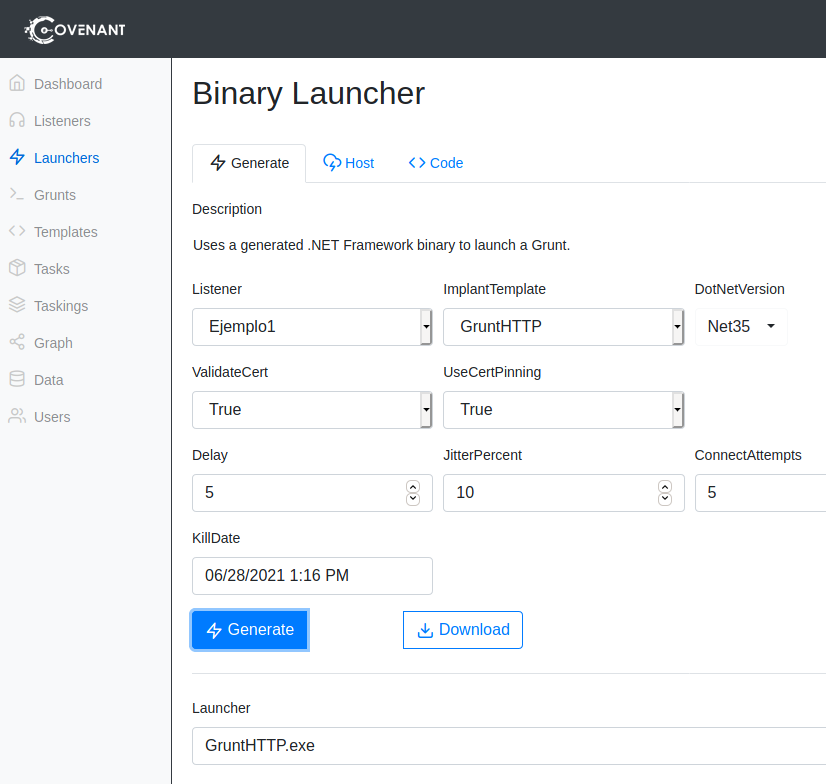 COVENANT
Dashboard
Listeners
Launchers
Grunts
Templates
Tasks
Taskings
Graph
Data
Users
Binary Launcher
Generate Host Code
Description
Uses a generated .NET Framework binary to launch a Grunt.
Listener ImplantTemplate DotNetVersion
Ejemplo1 GruntHTTP Net35
ValidateCert UseCertPinning
True True
Delay JitterPercent ConnectAttempts
5 10 5
KillDate
06/28/2021 1:16 PM
Generate Download
Launcher
GruntHTTP.exe